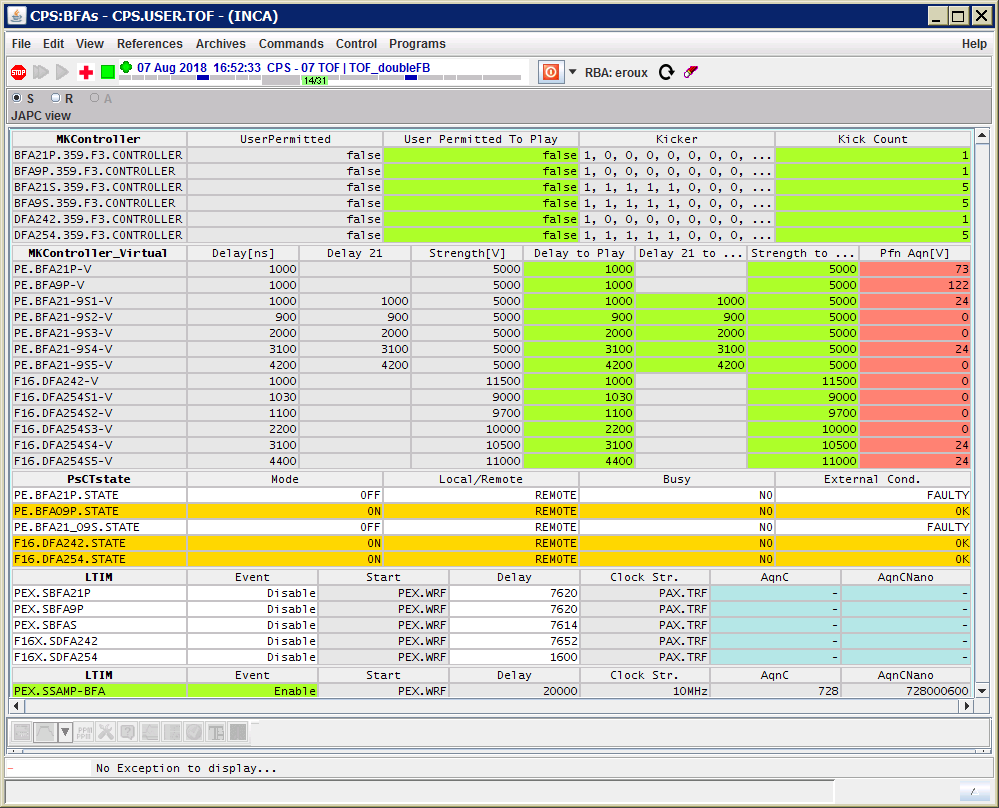 CPS:BFAs - CPS.USER.TOF - (INCA)
File Edit View References Archives Commands Control Programs Help
STOP 07 Aug 2018 16:52:33 CPS - 07 TOF | TOF_doubleFB RBA: eroux
14/31
S R A
JAPC view
MKController UserPermitted User Permitted To Play Kicker Kick Count
BFA21P.359.F3.CONTROLLER false false 1, 0, 0, 0, 0, 0, 0, 0, ... 1
BFA9P.359.F3.CONTROLLER false false 1, 0, 0, 0, 0, 0, 0, 0, ... 1
BFA21S.359.F3.CONTROLLER false false 1, 1, 1, 1, 1, 0, 0, 0, ... 5
BFA9S.359.F3.CONTROLLER false false 1, 1, 1, 1, 1, 0, 0, 0, ... 5
DFA242.359.F3.CONTROLLER false false 1, 0, 0, 0, 0, 0, 0, 0, ... 1
DFA254.359.F3.CONTROLLER false false 1, 1, 1, 1, 1, 0, 0, 0, ... 5
MKController_Virtual Delay[ns] Delay 21 Strength[V] Delay to Play Delay 21 to ... Strength to ... Pfn Aqn[V]
PE.BFA21P-V 1000 5000 1000 5000 73
PE.BFA9P-V 1000 5000 1000 5000 122
PE.BFA21-9S1-V 1000 1000 5000 1000 1000 5000 24
PE.BFA21-9S2-V 900 900 5000 900 900 5000 0
PE.BFA21-9S3-V 2000 2000 5000 2000 2000 5000 0
PE.BFA21-9S4-V 3100 3100 5000 3100 3100 5000 24
PE.BFA21-9S5-V 4200 4200 5000 4200 4200 5000 0
F16.DFA242-V 1000 11500 1000 11500 0
F16.DFA254S1-V 1030 9000 1030 9000 0
F16.DFA254S2-V 1100 9700 1100 9700 0
F16.DFA254S3-V 2200 10000 2200 10000 0
F16.DFA254S4-V 3100 10500 3100 10500 24
F16.DFA254S5-V 4400 11000 4400 11000 24
PsCTstate Mode Local/Remote Busy External Cond.
PE.BFA21P.STATE OFF REMOTE NO FAULTY
PE.BFA09P.STATE ON REMOTE NO OK
PE.BFA21_09S.STATE OFF REMOTE NO FAULTY
F16.DFA242.STATE ON REMOTE NO OK
F16.DFA254.STATE ON REMOTE NO OK
LTIM Event Start Delay Clock Str. AqnC AqnCNano
PEX.SBFA21P Disable PEX.WRF 7620 PAX.TRF - -
PEX.SBFA9P Disable PEX.WRF 7620 PAX.TRF - -
PEX.SBFAS Disable PEX.WRF 7614 PAX.TRF - -
F16X.SDFA242 Disable PEX.WRF 7652 PAX.TRF - -
F16X.SDFA254 Disable PEX.WRF 1600 PAX.TRF - -
LTIM Event Start Delay Clock Str. AqnC AqnCNano
PEX.SSAMP-BFA Enable PEX.WRF 20000 10MHz 728 728000600
No Exception to display...